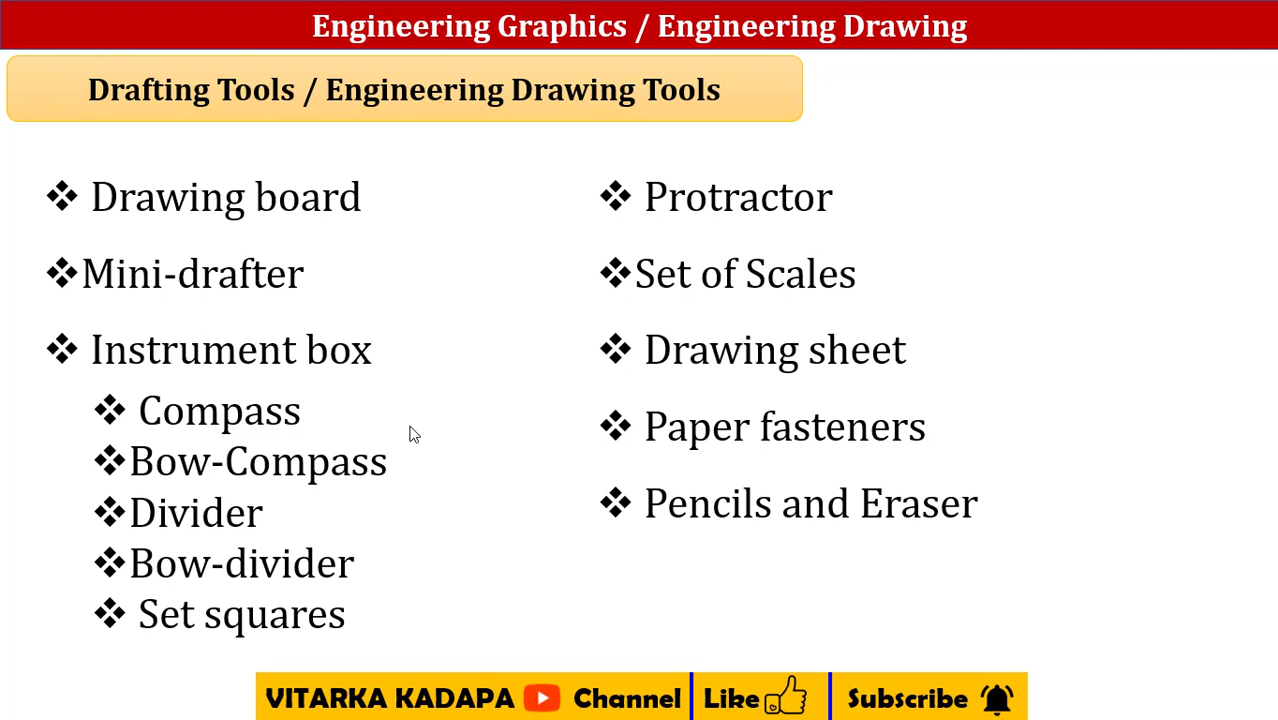 Engineering Graphics / Engineering Drawing
Drafting Tools / Engineering Drawing Tools
❖ Drawing board
❖Mini-drafter
❖ Instrument box
❖ Compass
❖Bow-Compass
❖Divider
❖Bow-divider
❖ Set squares
❖ Protractor
❖Set of Scales
❖ Drawing sheet
❖ Paper fasteners
❖ Pencils and Eraser
VITARKA KADAPA Channel Like Subscribe